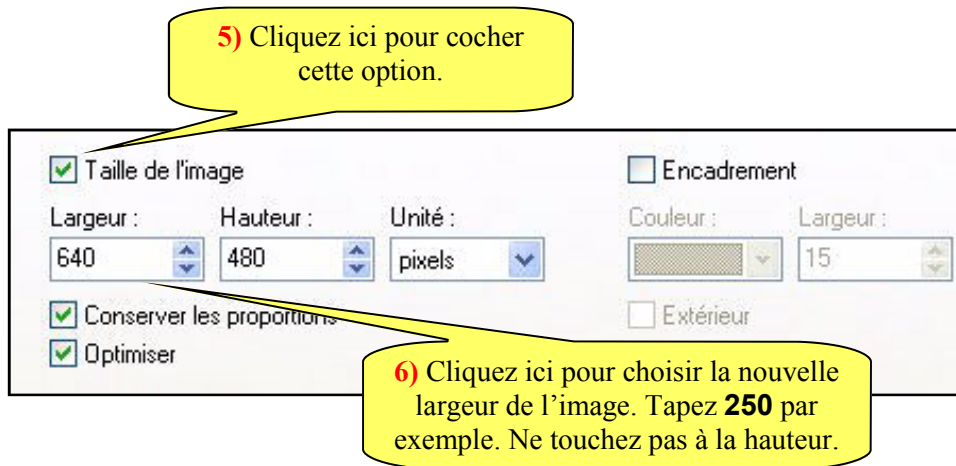 5) Cliquez ici pour cocher
cette option.
Taille de l'image
Encadrement
Largeur :
Hauteur :
Unité :
Couleur :
Largeur :
640
480
pixels
15
Conserver les proportions
Extérieur
Optimiser
6) Cliquez ici pour choisir la nouvelle
largeur de l’image. Tapez 250 par
exemple. Ne touchez pas à la hauteur.